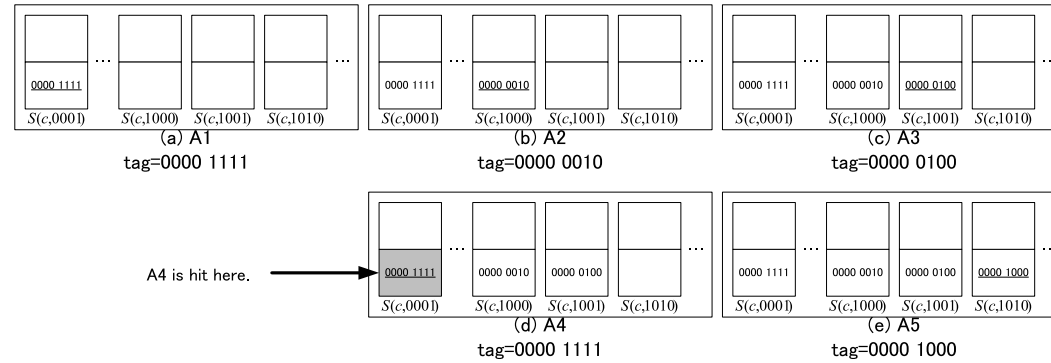 0000 1111
...
...
S(c,0001) S(c,1000) S(c,1001) S(c,1010)
(a) A1
tag=0000 1111
0000 1111
...
0000 0010
...
S(c,0001) S(c,1000) S(c,1001) S(c,1010)
(b) A2
tag=0000 0010
0000 1111
...
0000 0010
0000 0100
...
S(c,0001) S(c,1000) S(c,1001) S(c,1010)
(c) A3
tag=0000 0100
A4 is hit here.
0000 1111
...
0000 0010
0000 0100
...
S(c,0001) S(c,1000) S(c,1001) S(c,1010)
(d) A4
tag=0000 1111
0000 1111
...
0000 0010
0000 0100
0000 1000
...
S(c,0001) S(c,1000) S(c,1001) S(c,1010)
(e) A5
tag=0000 1000